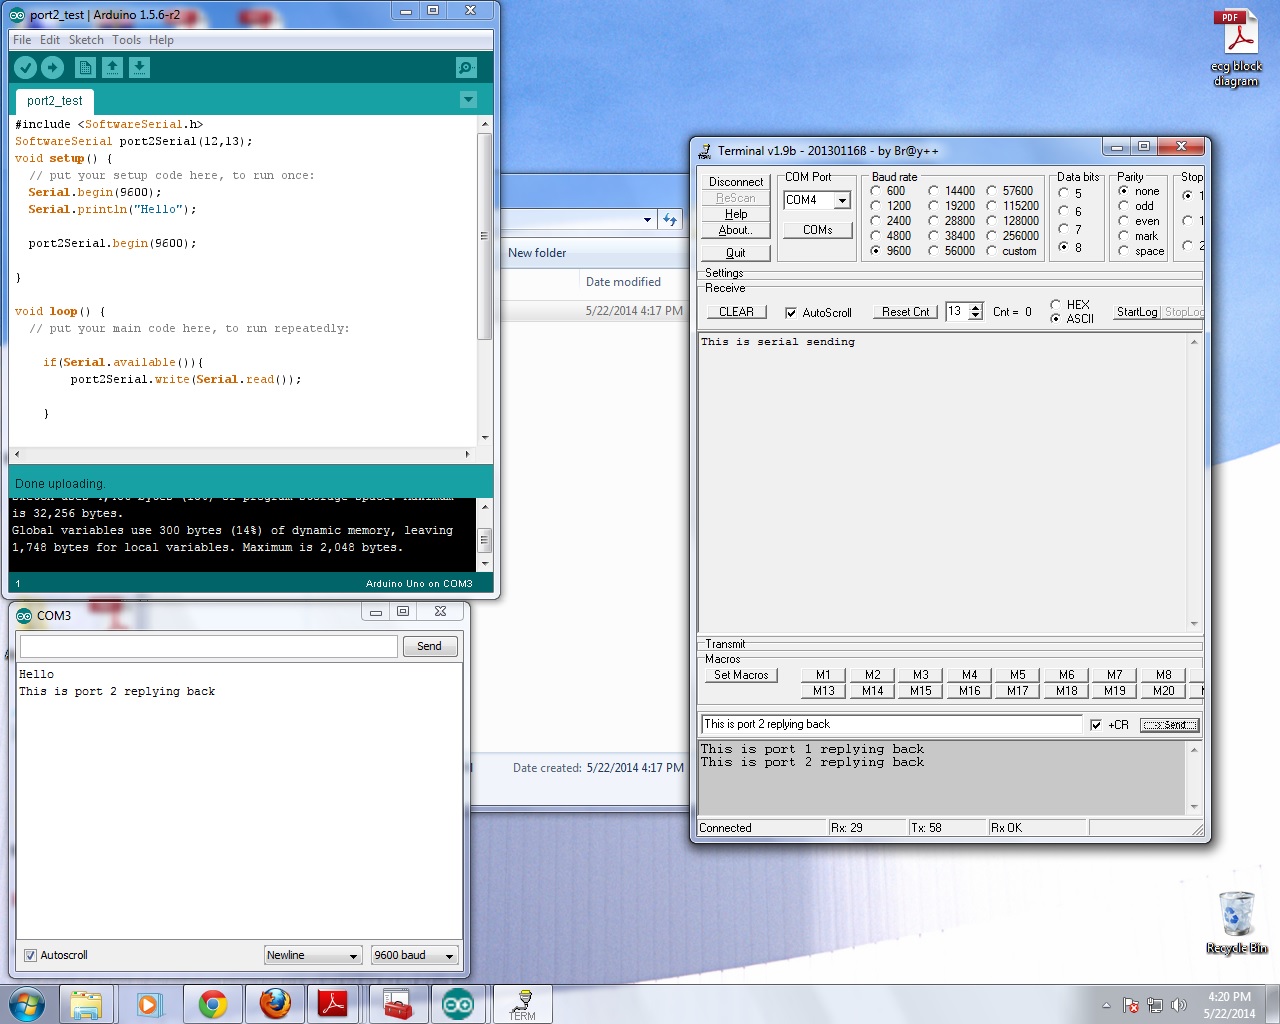 port2_test | Arduino 1.5.6-r2
File Edit Sketch Tools Help
port2_test
#include <SoftwareSerial.h>
SoftwareSerial port2Serial(12,13);
void setup() {
// put your setup code here, to run once:
Serial.begin(9600);
Serial.println("Hello");
port2Serial.begin(9600);
}
void loop() {
// put your main code here, to run repeatedly:
if(Serial.available()){
port2Serial.write(Serial.read());
}
Done uploading.
is 32,256 bytes.
Global variables use 300 bytes (14%) of dynamic memory, leaving
1,748 bytes for local variables. Maximum is 2,048 bytes.
1 Arduino Uno on COM3
COM3
Send
Hello
This is port 2 replying back
Autoscroll Newline 9600 baud
New folder
Date modified
5/22/2014 4:17 PM
Date created: 5/22/2014 4:17 PM
Terminal v1.9b - 20130116ß - by Br@y++
Disconnect
ReScan
Help
About..
Quit
COM Port
COM4
COMs
Baud rate
600 14400 57600
1200 19200 115200
2400 28800 128000
4800 38400 256000
9600 56000 custom
Data bits
5
6
7
8
Parity
none
odd
even
mark
space
Stop
1
1
2
Settings
Receive
CLEAR AutoScroll Reset Cnt 13 Cnt = 0 HEX ASCII StartLog StopLog
This is serial sending
Transmit
Macros
Set Macros M1 M2 M3 M4 M5 M6 M7 M8
M13 M14 M15 M16 M17 M18 M19 M20
This is port 2 replying back +CR -> Send
This is port 1 replying back
This is port 2 replying back
Connected Rx: 29 Tx: 58 Rx OK
PDF
ecg block
diagram
Recycle Bin
TERM
4:20 PM
5/22/2014